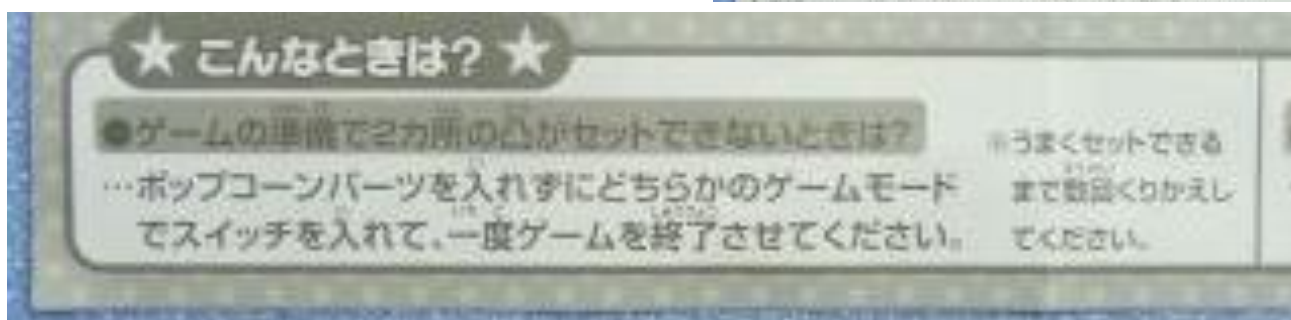 ★ こんなときは? ★
●ゲームの準備で2カ所の凸がセットできないときは?
…ポップコーンパーツを入れずにどちらかのゲームモード
でスイッチを入れて、一度ゲームを終了させてください。
※うまくセットできる
まで数回くりかえし
てください。